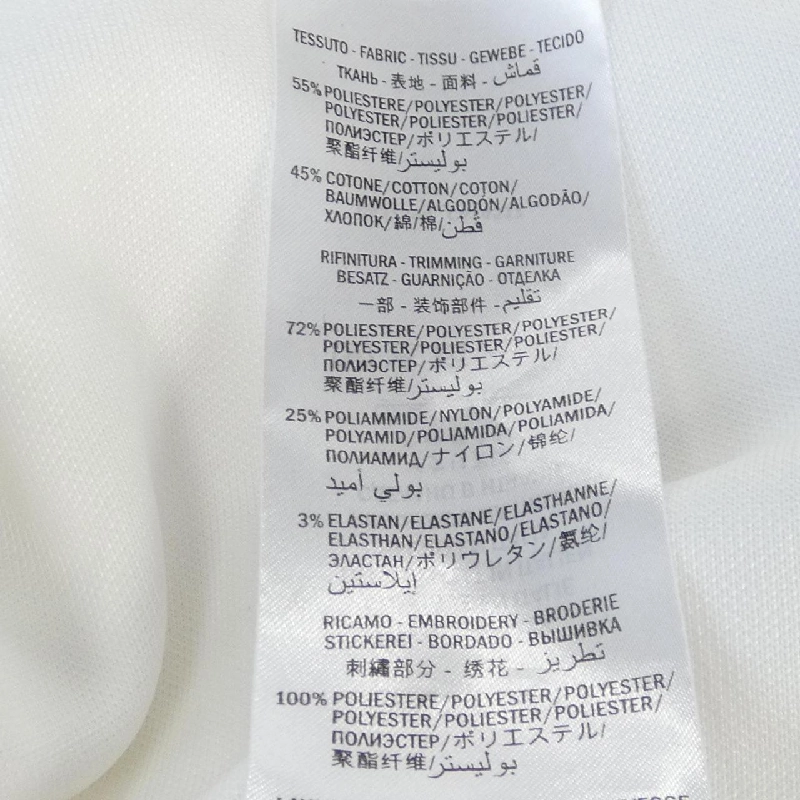 TESSUTO - FABRIC - TISSU - GEWEBE - TECIDO
ТКАНЬ - 表地 - 面料 - قماش
55% POLIESTERE/POLYESTER/POLYESTER/
POLYESTER/POLIESTER/POLIESTER/
ПОЛИЭСТЕР/ポリエステル/
聚酯纤维/بوليستر
45% COTONE/COTTON/COTON/
BAUMWOLLE/ALGODÓN/ALGODÃO/
ХЛОПОК/綿/棉/قطن
RIFINITURA - TRIMMING - GARNITURE
BESATZ - GUARNIÇÃO - ОТДЕЛКА
一部 - 装饰部件 - تقليم
72% POLIESTERE/POLYESTER/POLYESTER/
POLYESTER/POLIESTER/POLIESTER/
ПОЛИЭСТЕР/ポリエステル/
聚酯纤维/بوليستر
25% POLIAMMIDE/NYLON/POLYAMIDE/
POLYAMID/POLIAMIDA/POLIAMIDA/
ПОЛИАМИД/ナイロン/锦纶/
بولي أميد
3% ELASTAN/ELASTANE/ELASTHANNE/
ELASTHAN/ELASTANO/ELASTANO/
ЭЛАСТАН/ポリウレタン/氨纶/
إيلاستين
RICAMO - EMBROIDERY - BRODERIE
STICKEREI - BORDADO - ВЫШИВКА
刺繍部分 - 绣花 - تطريز
100% POLIESTERE/POLYESTER/POLYESTER/
POLYESTER/POLIESTER/POLIESTER/
ПОЛИЭСТЕР/ポリエステル/
聚酯纤维/بوليستر